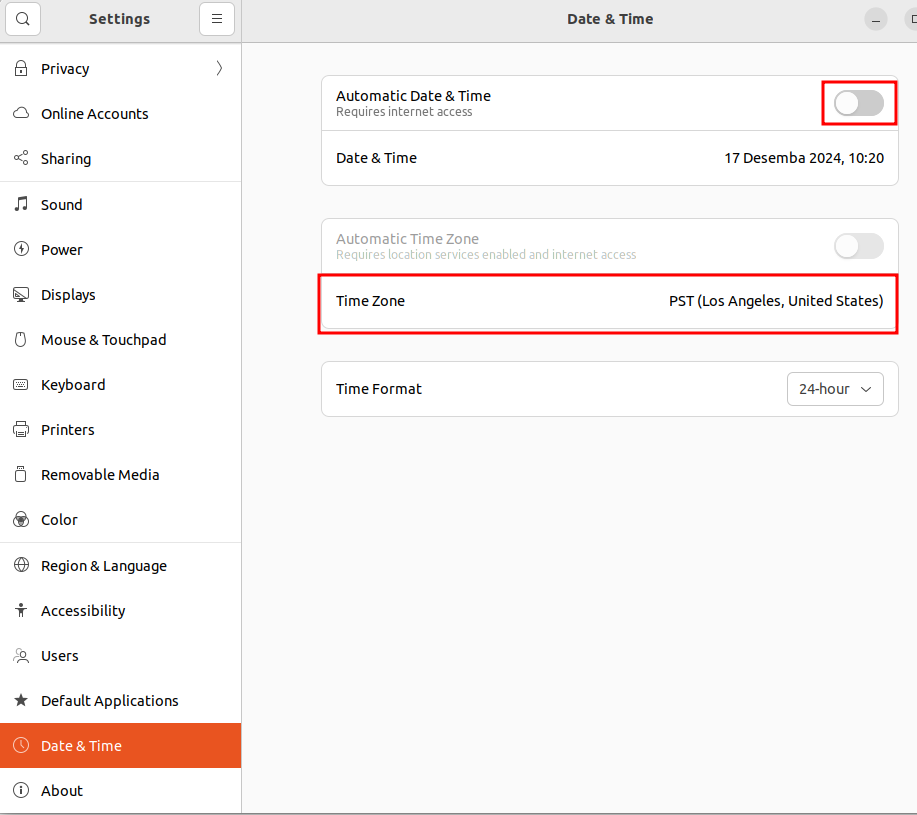 Settings
Date & Time
Privacy
Online Accounts
Sharing
Sound
Power
Displays
Mouse & Touchpad
Keyboard
Printers
Removable Media
Color
Region & Language
Accessibility
Users
Default Applications
Date & Time
About
Automatic Date & Time
Requires internet access
Date & Time 17 Desemba 2024, 10:20
Automatic Time Zone
Requires location services enabled and internet access
Time Zone PST (Los Angeles, United States)
Time Format 24-hour